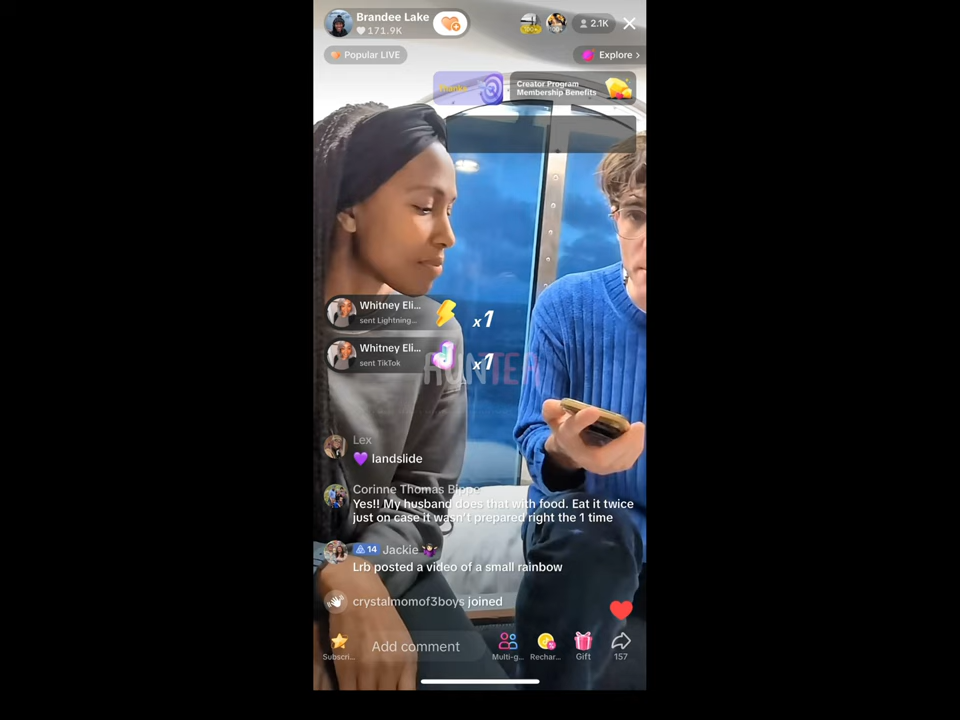 Brandee Lake
171.9K
2.1K
Popular LIVE
Explore >
Creator Program
Membership Benefits
Whitney Eli...
sent Lightning...
x1
Whitney Eli...
sent TikTok
x1
HUNTER
Lex
💜 landslide
Corinne Thomas Bippe
Yes!! My husband does that with food. Eat it twice
just on case it wasn't prepared right the 1 time
14 Jackie 🤷🏻‍♀️
Lrb posted a video of a small rainbow
crystalmomof3boys joined
Add comment
Subscri...
Multi-g...
Rechar...
Gift
157